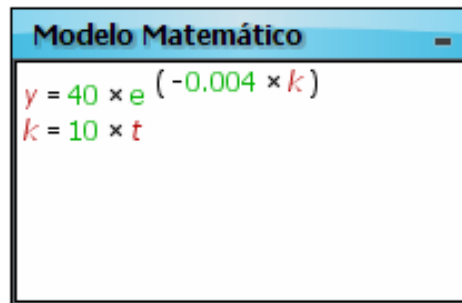 Modelo Matemático
y = 40 × e (-0.004 × k)
k = 10 × t